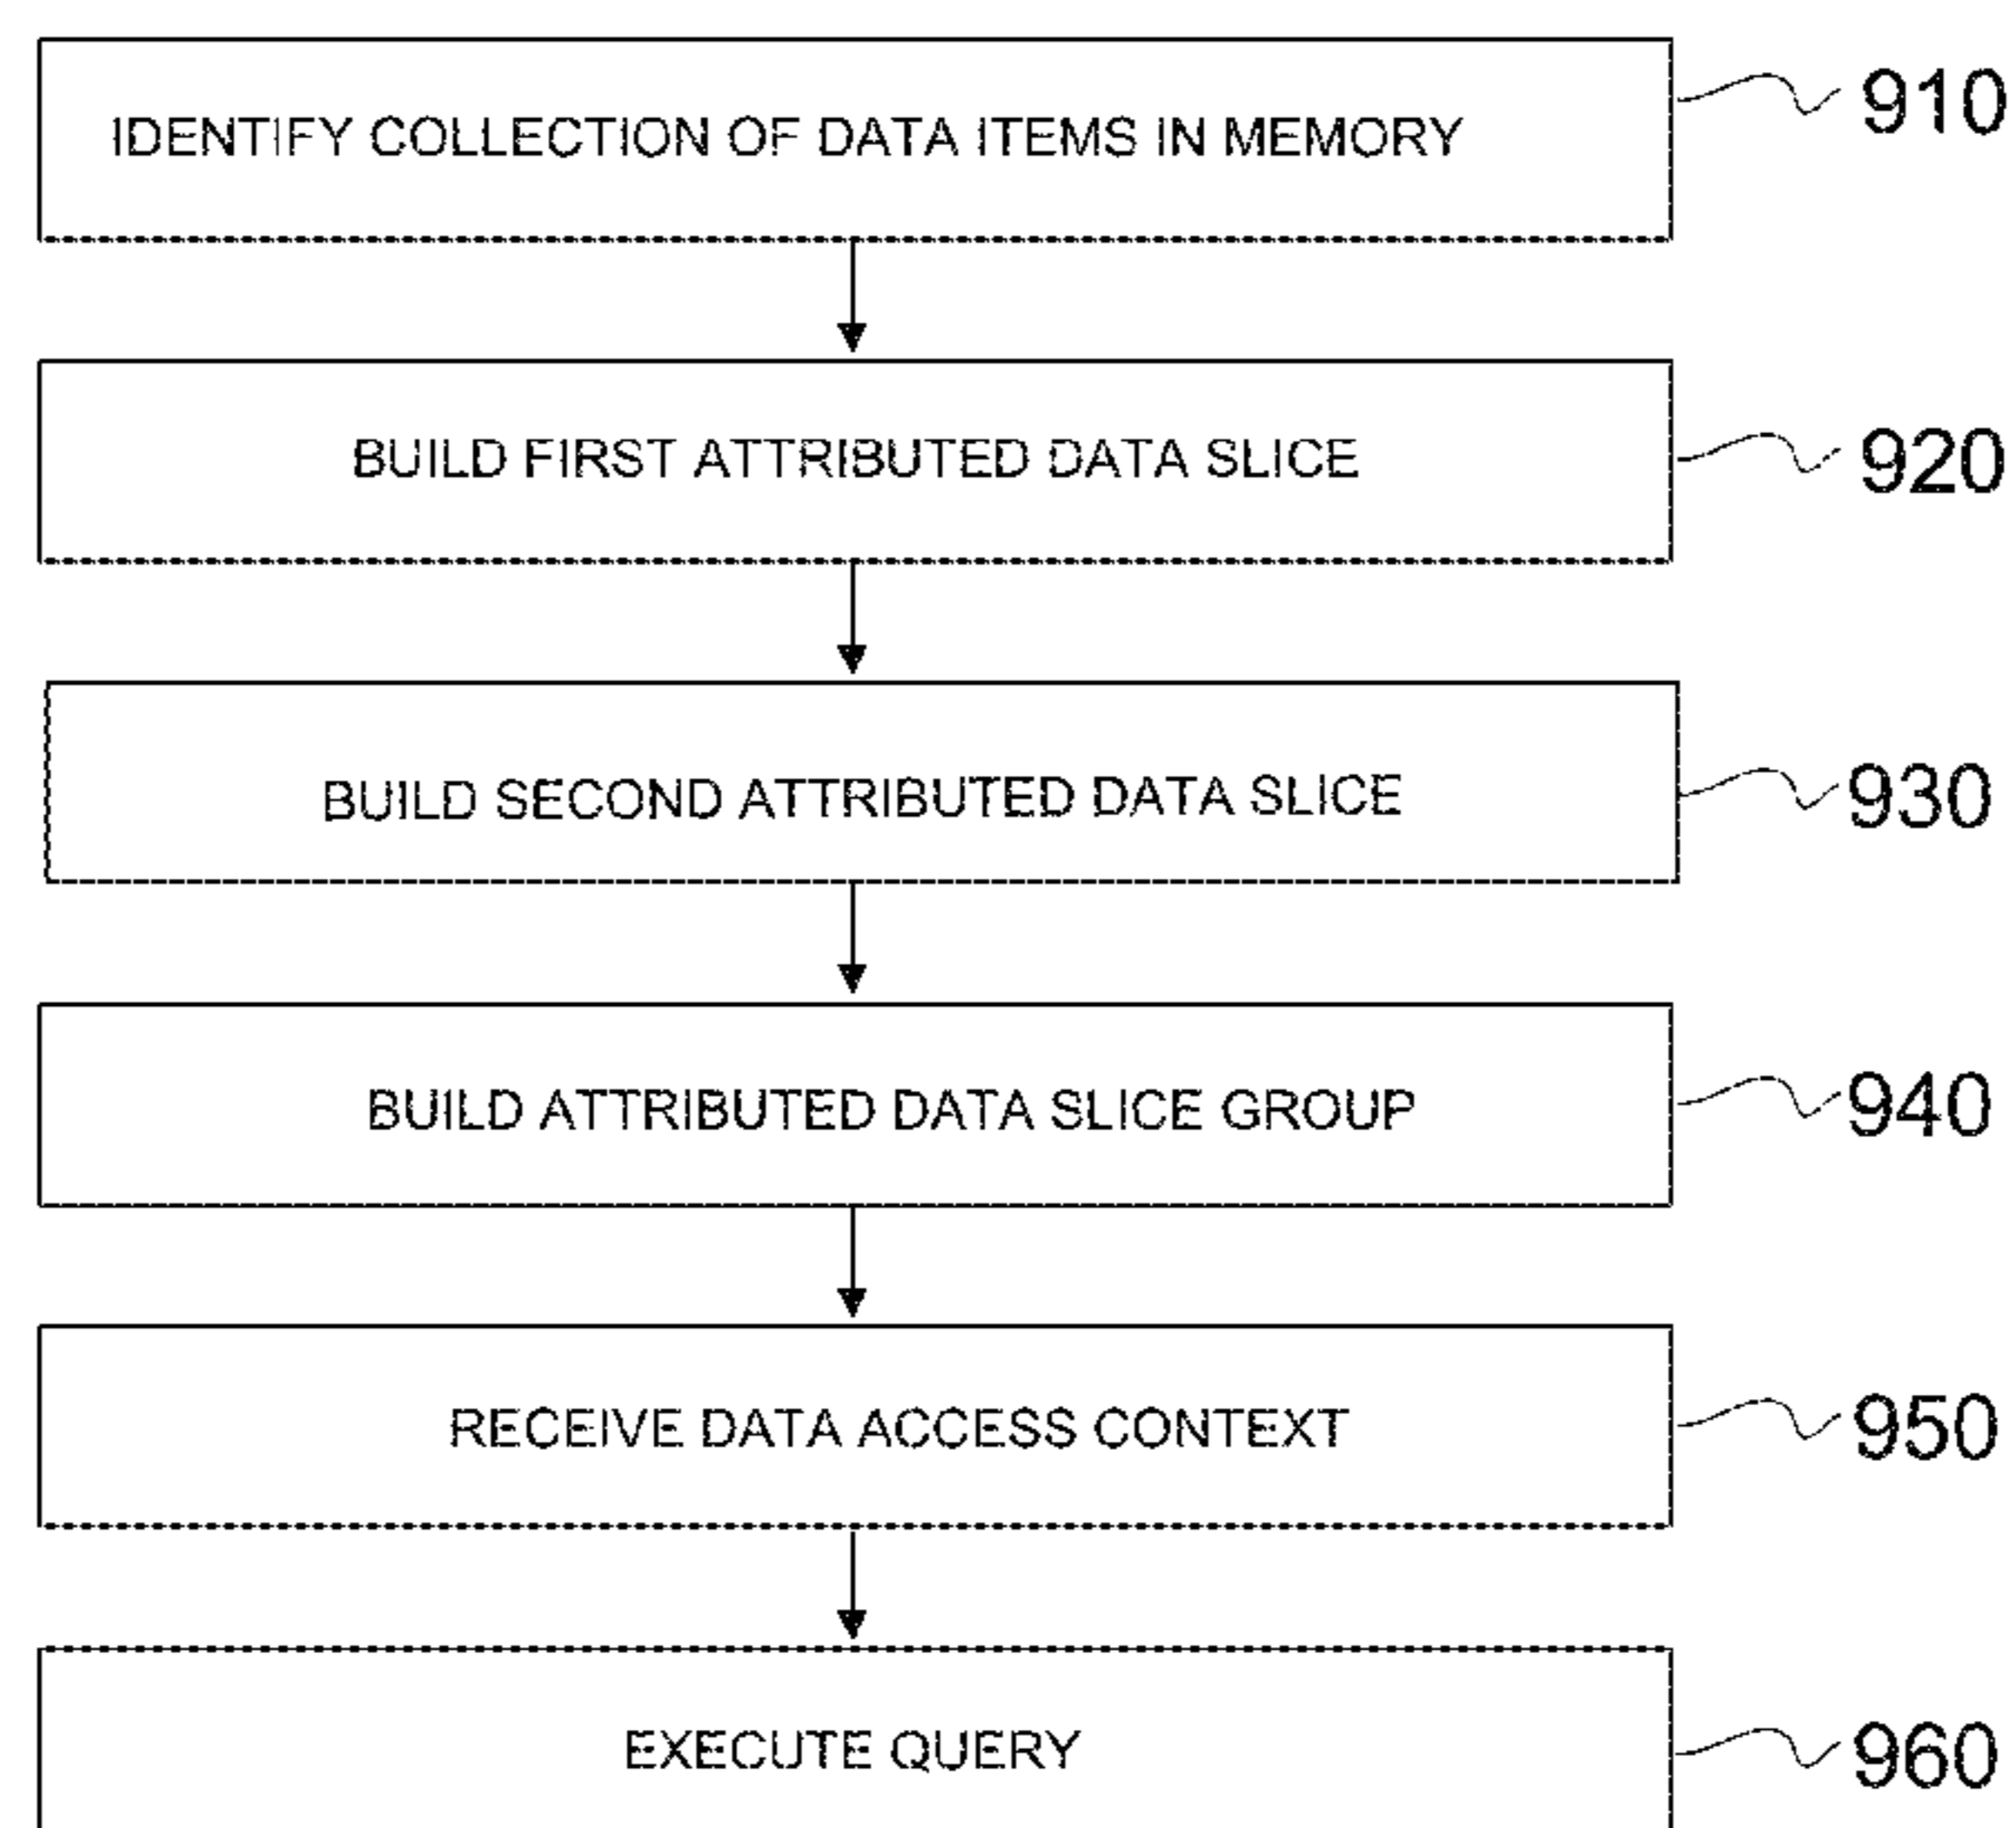 IDENTIFY COLLECTION OF DATA ITEMS IN MEMORY 910
BUILD FIRST ATTRIBUTED DATA SLICE 920
BUILD SECOND ATTRIBUTED DATA SLICE 930
BUILD ATTRIBUTED DATA SLICE GROUP 940
RECEIVE DATA ACCESS CONTEXT 950
EXECUTE QUERY 960